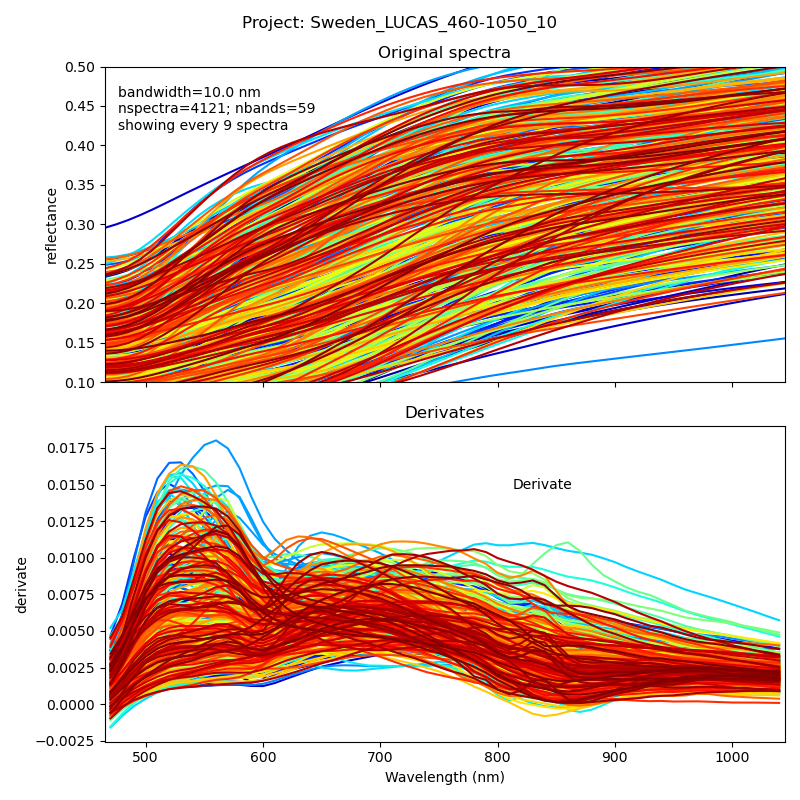 Project: Sweden_LUCAS_460-1050_10
Original spectra
0.50
0.45
0.40
0.35
0.30
0.25
0.20
0.15
0.10
reflectance
bandwidth=10.0 nm
nspectra=4121; nbands=59
showing every 9 spectra
Derivates
0.0175
0.0150
0.0125
0.0100
0.0075
0.0050
0.0025
0.0000
−0.0025
derivate
Derivate
500 600 700 800 900 1000
Wavelength (nm)